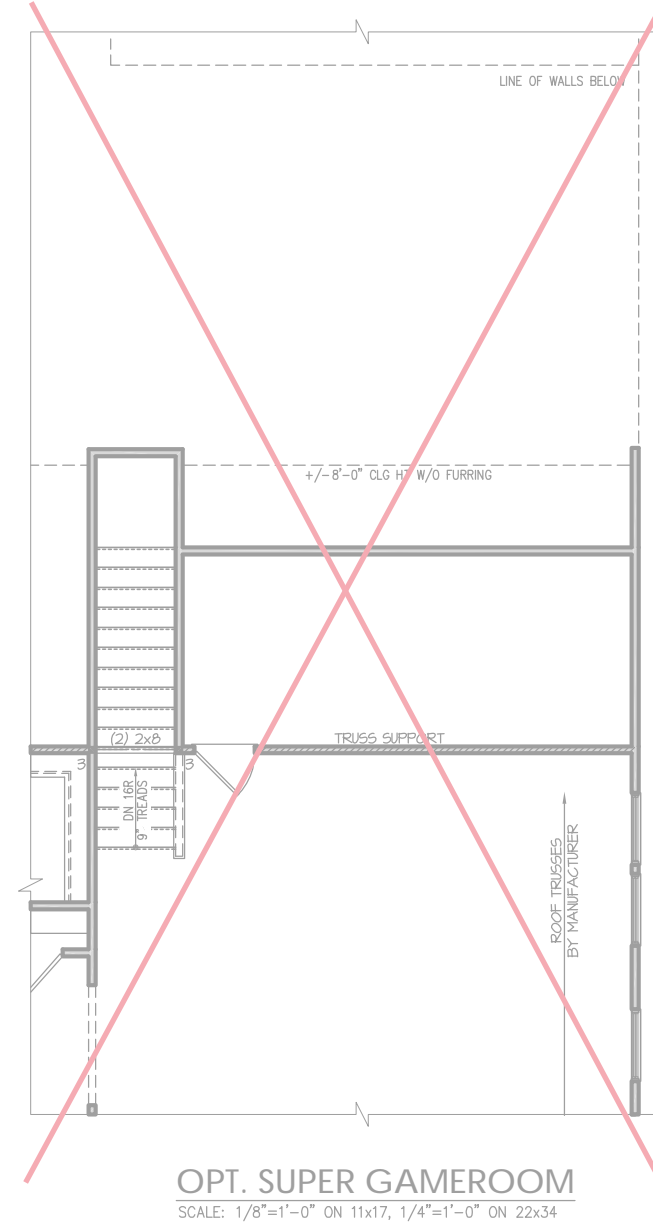 LINE OF WALLS BELOW
+/-8'-0" CLG HT W/O FURRING
(2) 2x8
TRUSS SUPPORT
3
3
DN 16R
9" TREADS
ROOF TRUSSES
BY MANUFACTURER
OPT. SUPER GAMEROOM
SCALE: 1/8"=1'-0" ON 11x17, 1/4"=1'-0" ON 22x34